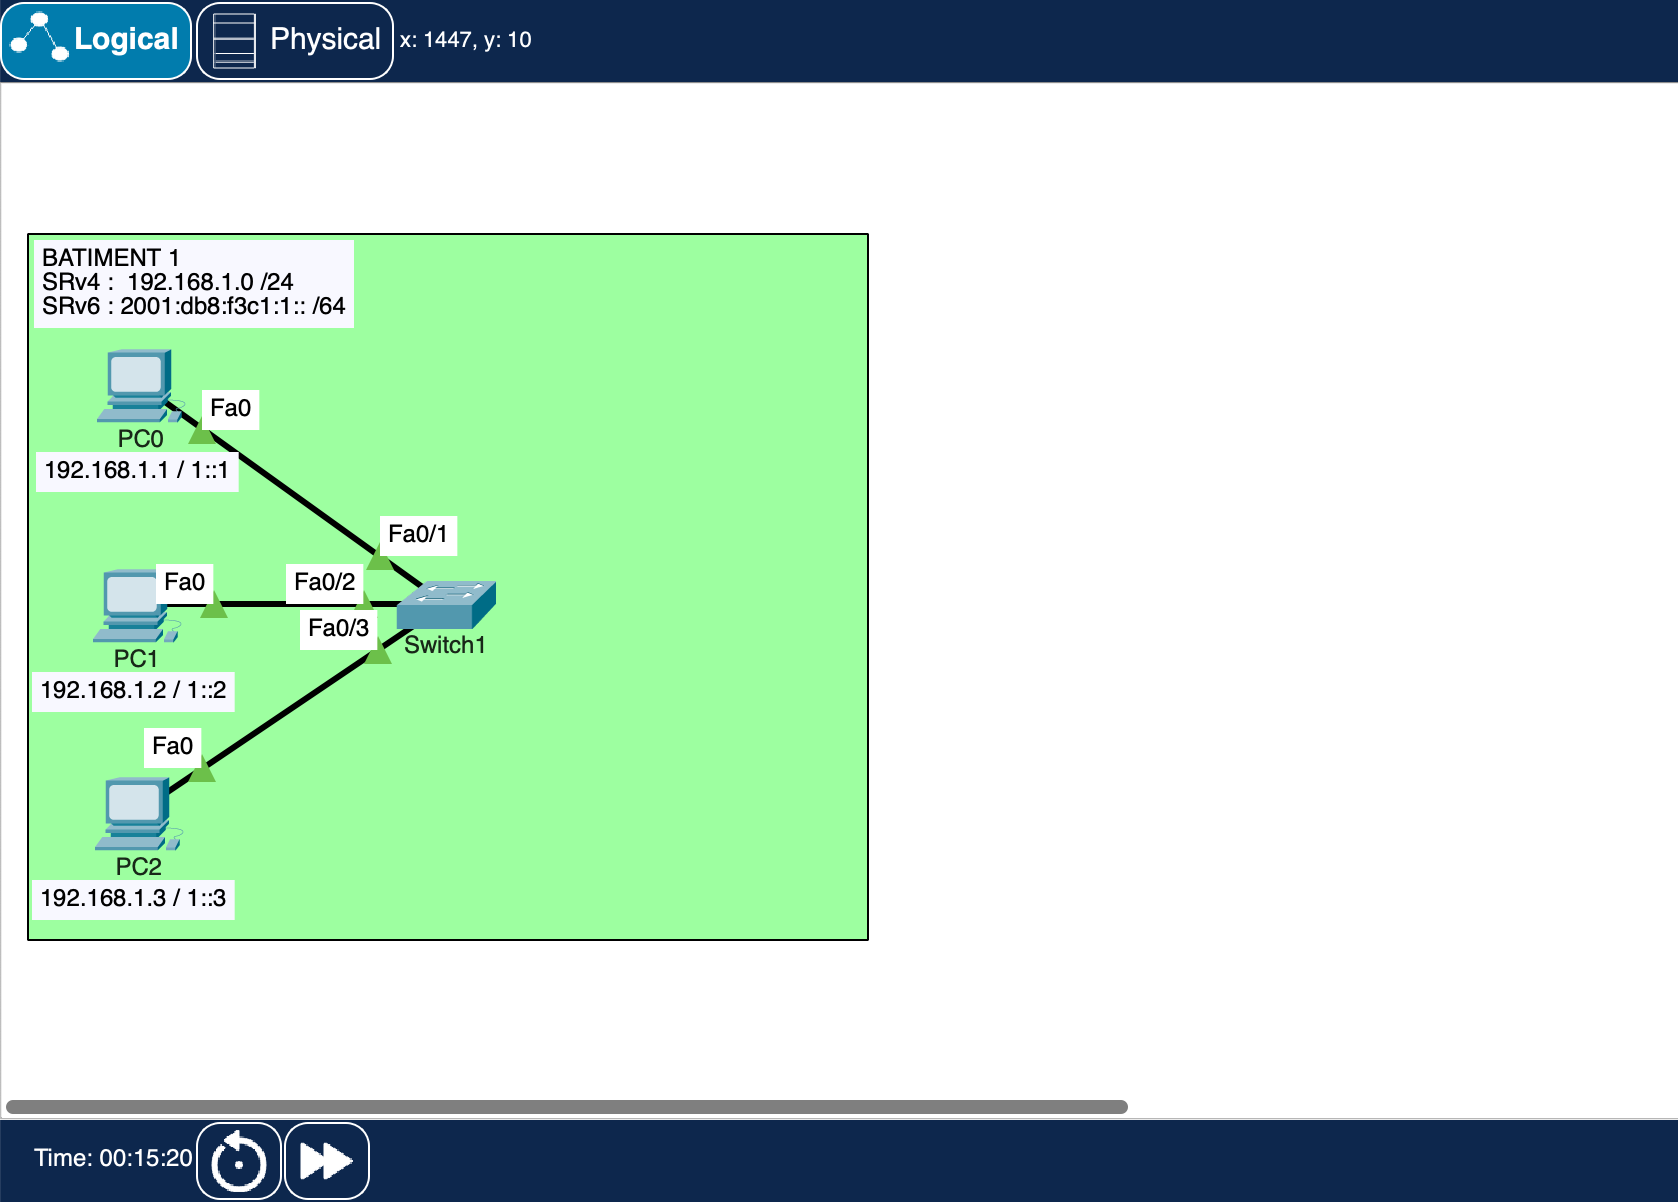 Logical
Physical
x: 1447, y: 10
BATIMENT 1
SRv4 :  192.168.1.0 /24
SRv6 : 2001:db8:f3c1:1:: /64
Fa0
PC0
192.168.1.1 / 1::1
Fa0/1
Fa0
Fa0/2
Fa0/3
Switch1
PC1
192.168.1.2 / 1::2
Fa0
PC2
192.168.1.3 / 1::3
Time: 00:15:20